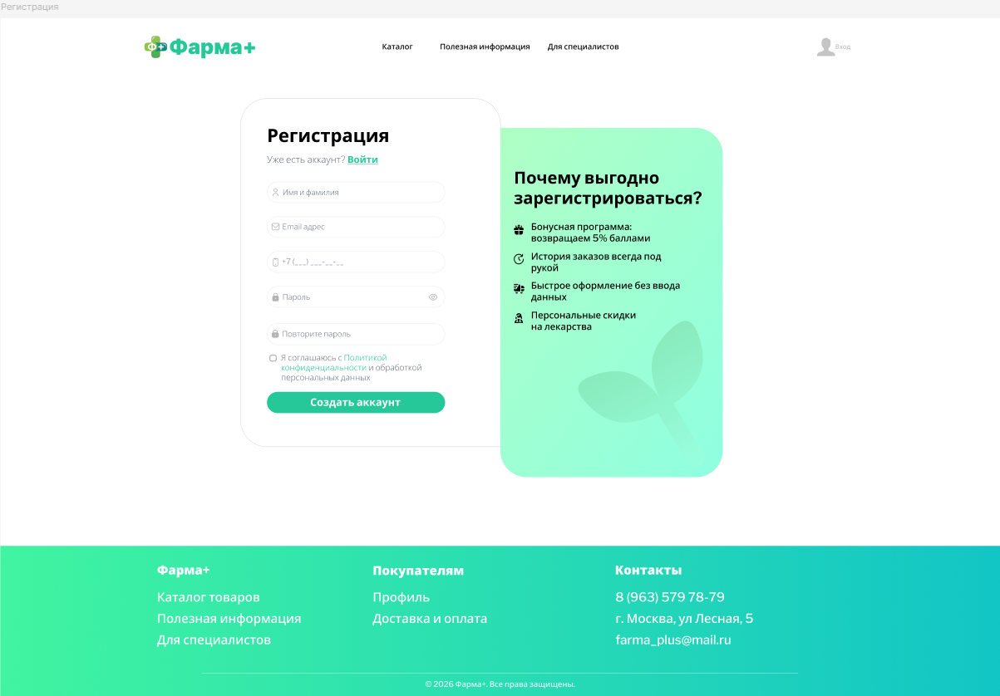 Регистрация
Ф+ Фарма+
Каталог
Полезная информация
Для специалистов
Вход
Регистрация
Уже есть аккаунт? Войти
Имя и фамилия
Email адрес
+7 (___) ___-__-__
Пароль
Повторите пароль
Я соглашаюсь с Политикой
конфиденциальности и обработкой
персональных данных
Создать аккаунт
Почему выгодно
зарегистрироваться?
Бонусная программа:
возвращаем 5% баллами
История заказов всегда под
рукой
Быстрое оформление без ввода
данных
Персональные скидки
на лекарства
Фарма+
Каталог товаров
Полезная информация
Для специалистов
Покупателям
Профиль
Доставка и оплата
Контакты
8 (963) 579 78-79
г. Москва, ул Лесная, 5
farma_plus@mail.ru
© 2026 Фарма+. Все права защищены.